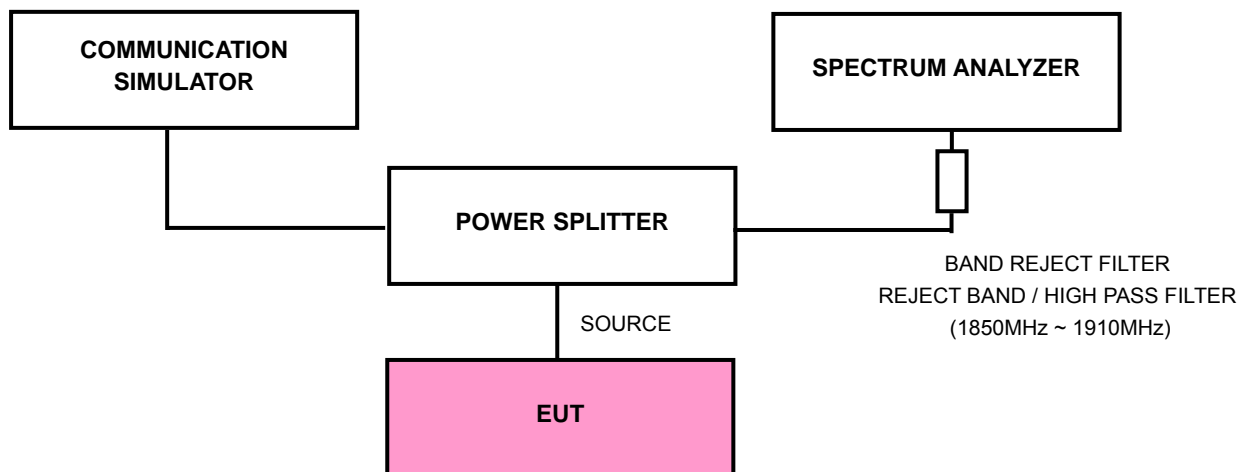 COMMUNICATION
SIMULATOR
SPECTRUM ANALYZER
POWER SPLITTER
BAND REJECT FILTER
REJECT BAND / HIGH PASS FILTER
(1850MHz ~ 1910MHz)
SOURCE
EUT